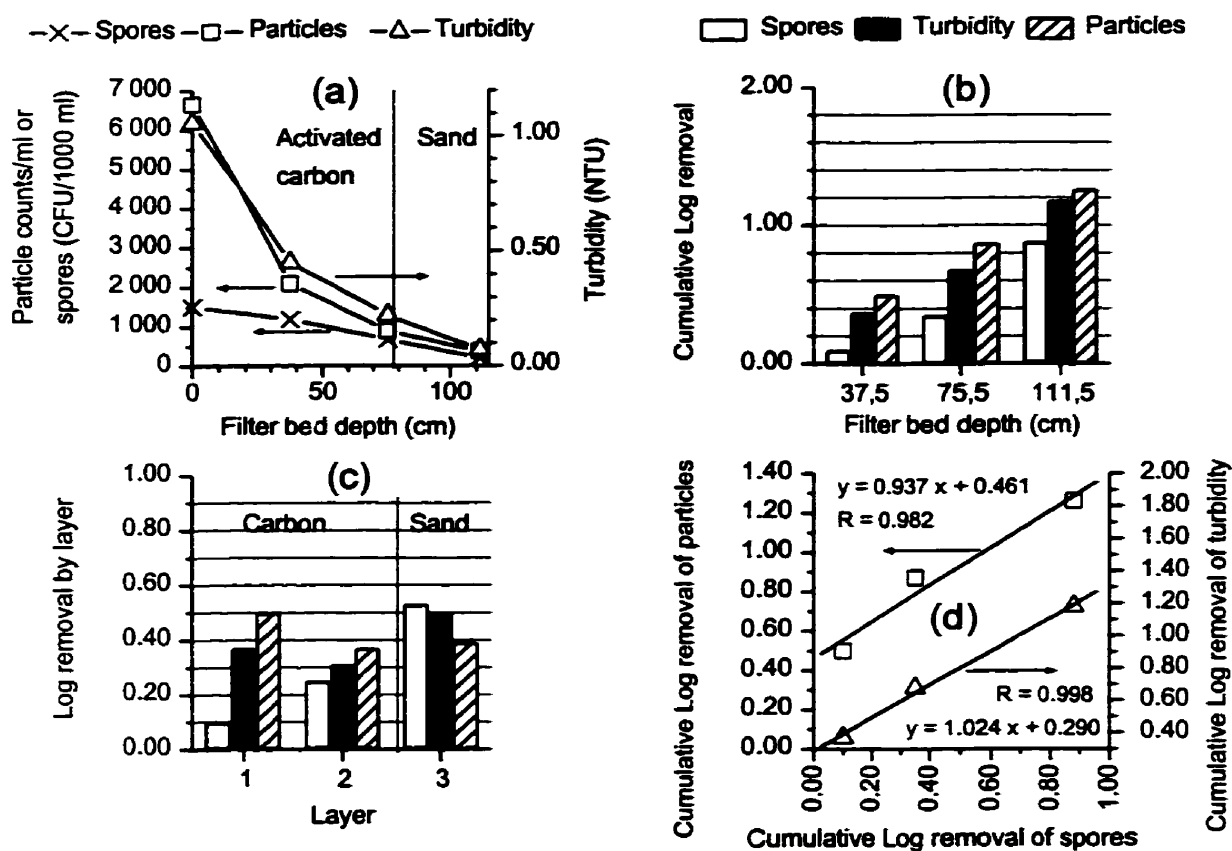 Spores Particles Turbidity
(a)
Particle counts/ml or
spores (CFU/1000 ml)
7 000
6 000
5 000
4 000
3 000
2 000
1 000
0
Activated
carbon
Sand
1.00
0.50
0.00
Turbidity (NTU)
0 50 100
Filter bed depth (cm)
Spores Turbidity Particles
(b)
Cumulative Log removal
2.00
1.00
0.00
37,5 75,5 111,5
Filter bed depth (cm)
(c)
Log removal by layer
1.00
0.80
0.60
0.40
0.20
0.00
Carbon Sand
1 2 3
Layer
(d)
Cumulative Log removal of particles
1.40
1.20
1.00
0.80
0.60
0.40
0.20
0.00
y = 0.937 x + 0.461
R = 0.982
R = 0.998
y = 1.024 x + 0.290
2.00
1.80
1.60
1.40
1.20
1.00
0.80
0.60
0.40
Cumulative Log removal of turbidity
0.00 0.20 0.40 0.60 0.80 1.00
Cumulative Log removal of spores